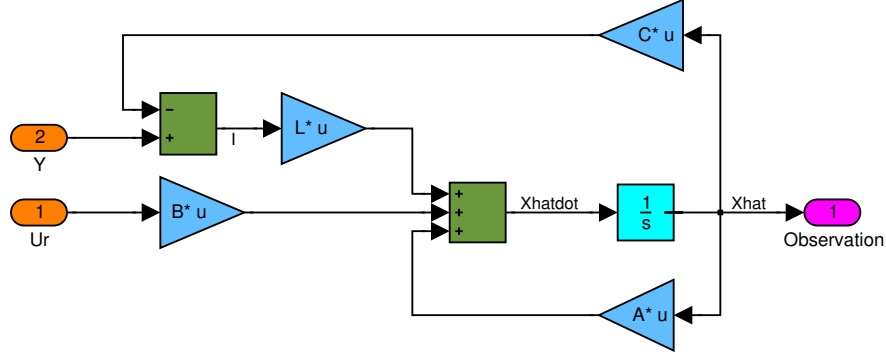 C* u
−
2
+
L* u
I
Y
+
Xhatdot
1
s
Xhat
1
B* u
+
1
+
Ur
Observation
A* u